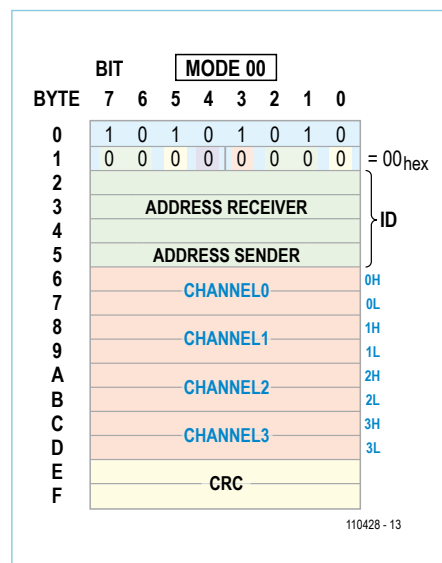 BIT MODE 00
BYTE 7 6 5 4 3 2 1 0
0 1 0 1 0 1 0 1 0
1 0 0 0 0 0 0 0 0 = 00hex
2
3 ADDRESS RECEIVER ID
4
5 ADDRESS SENDER
6 0H
CHANNEL0
7 0L
8 1H
CHANNEL1
9 1L
A 2H
CHANNEL2
B 2L
C 3H
CHANNEL3
D 3L
E
CRC
F
110428 - 13